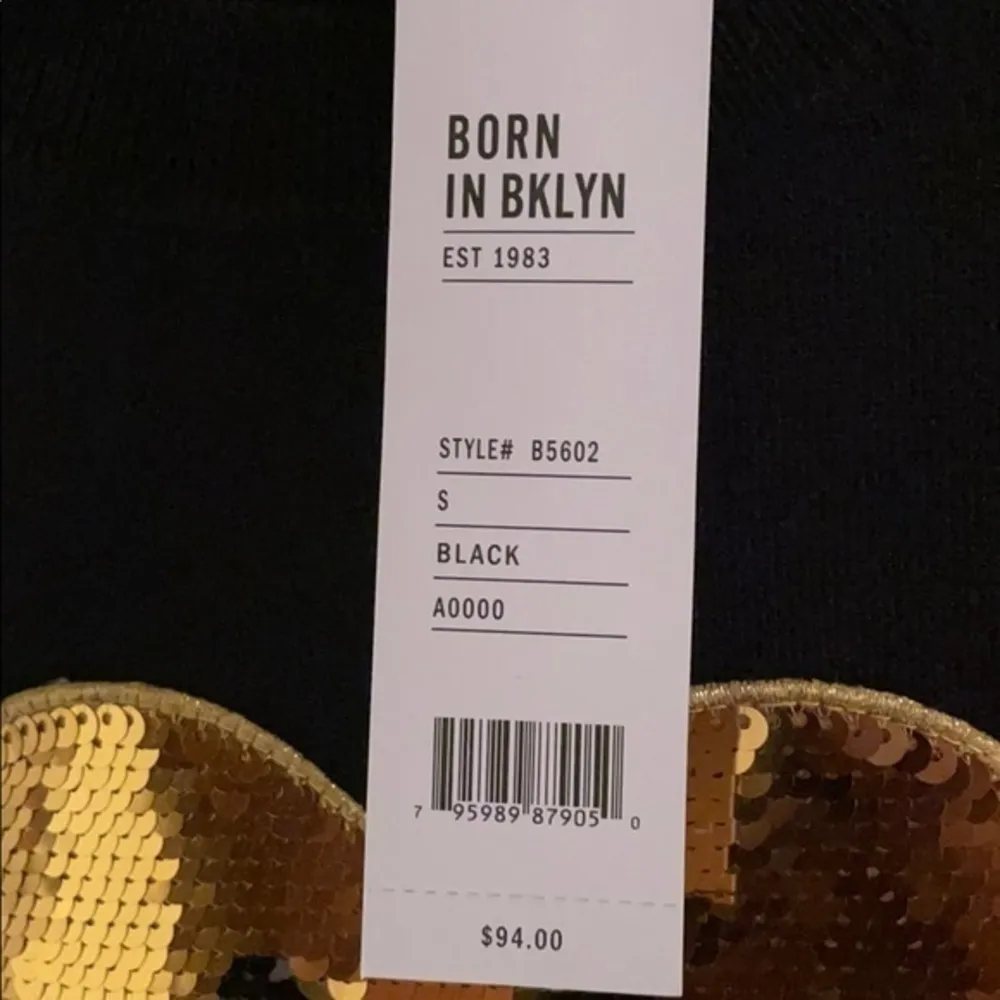 BORN
IN BKLYN
EST 1983
STYLE# B5602
S
BLACK
A0000
7 95989 87905 0
$94.00